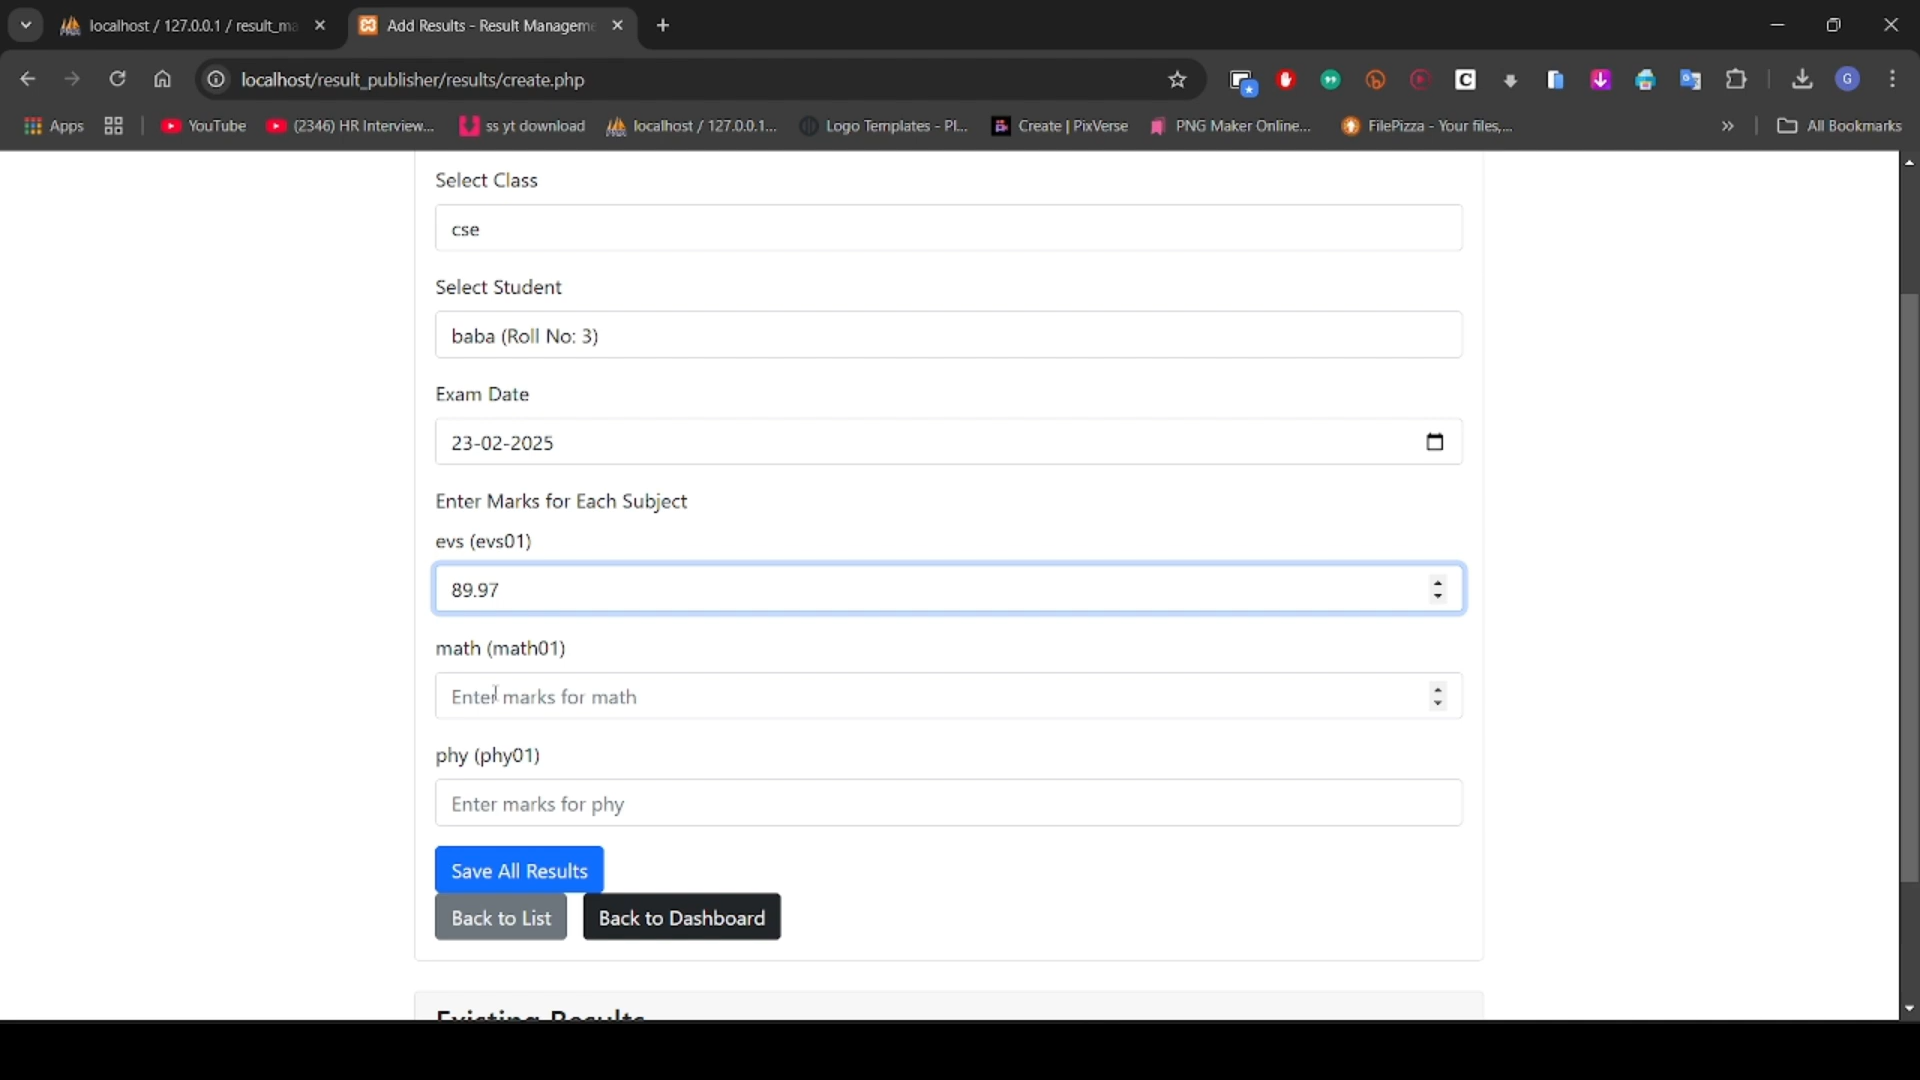 localhost / 127.0.0.1 / result_ma
Add Results - Result Manageme
localhost/result_publisher/results/create.php
G
Apps
YouTube
(2346) HR Interview...
ss yt download
localhost / 127.0.0.1...
Logo Templates - Pl...
Create | PixVerse
PNG Maker Online...
FilePizza - Your files,...
All Bookmarks
Select Class
cse
Select Student
baba (Roll No: 3)
Exam Date
23-02-2025
Enter Marks for Each Subject
evs (evs01)
89.97
math (math01)
Enter marks for math
phy (phy01)
Enter marks for phy
Save All Results
Back to List
Back to Dashboard
Existing Results